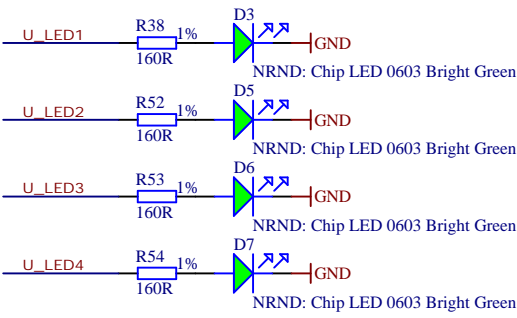 U_LED1 R38 1% D3 GND
160R
NRND: Chip LED 0603 Bright Green
U_LED2 R52 1% D5 GND
160R
NRND: Chip LED 0603 Bright Green
U_LED3 R53 1% D6 GND
160R
NRND: Chip LED 0603 Bright Green
U_LED4 R54 1% D7 GND
160R
NRND: Chip LED 0603 Bright Green